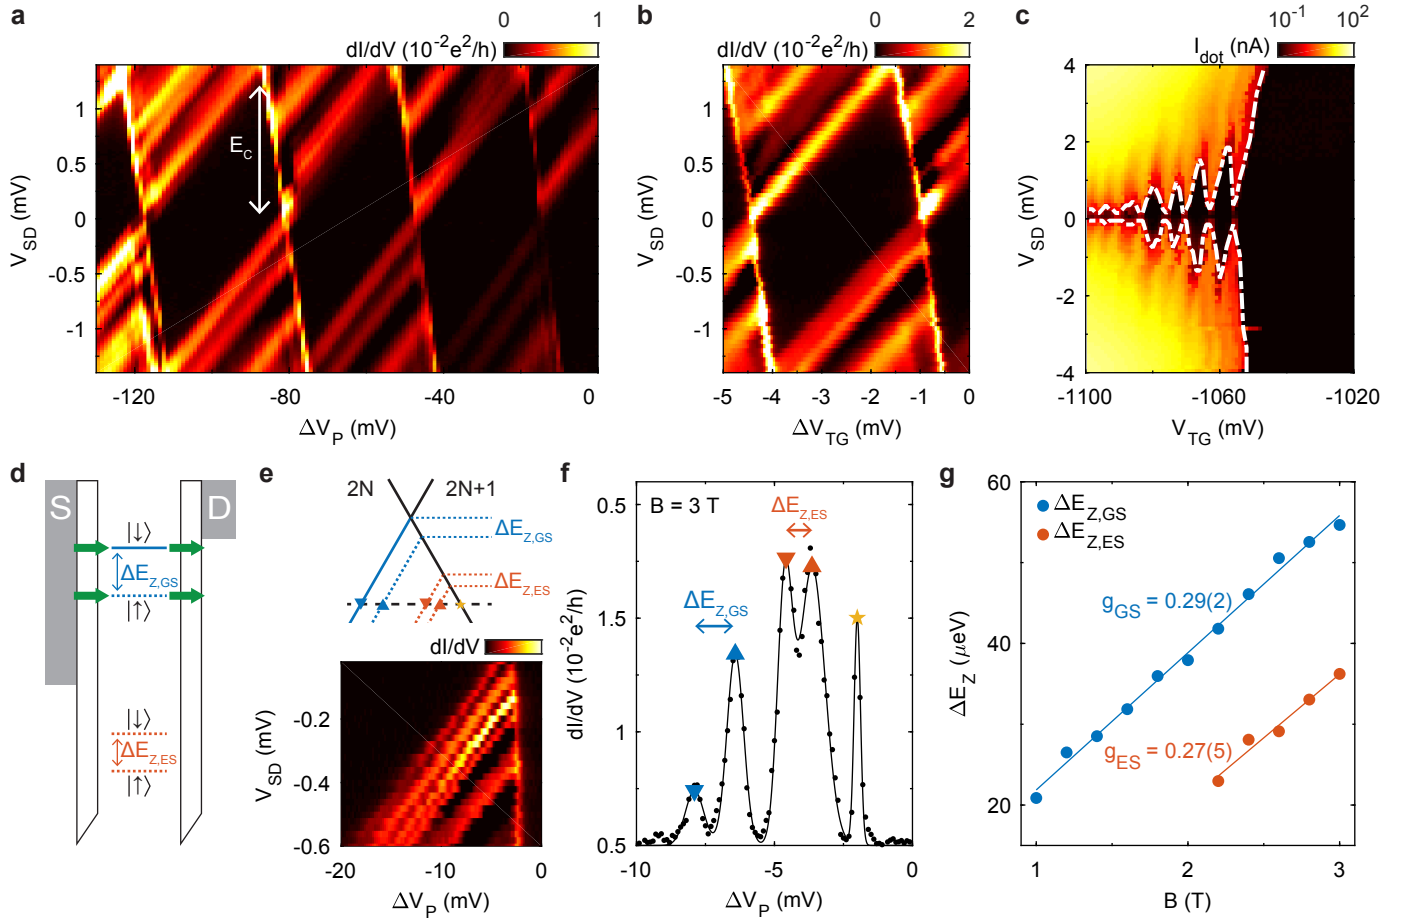 a
0 1
dI/dV (10⁻²e²/h)
V_SD (mV)
1
0.5
0
-0.5
-1
E_C
-120 -80 -40 0
ΔV_P (mV)
b
0 2
dI/dV (10⁻²e²/h)
V_SD (mV)
1
0.5
0
-0.5
-1
-5 -4 -3 -2 -1 0
ΔV_TG (mV)
c
10⁻¹ 10²
I_dot (nA)
V_SD (mV)
4
2
0
-2
-4
-1100 -1060 -1020
V_TG (mV)
d
S D
|↓⟩
ΔE_Z,GS
|↑⟩
|↓⟩
ΔE_Z,ES
|↑⟩
e
2N 2N+1
ΔE_Z,GS
ΔE_Z,ES
dI/dV
V_SD (mV)
-0.2
-0.4
-0.6
-20 -10 0
ΔV_P (mV)
f
B = 3 T
ΔE_Z,ES
ΔE_Z,GS
dI/dV (10⁻²e²/h)
0.5
1.5
1
0.5
-10 -5 0
ΔV_P (mV)
g
ΔE_Z,GS
ΔE_Z,ES
g_GS = 0.29(2)
g_ES = 0.27(5)
ΔE_Z (μeV)
60
40
20
1 2 3
B (T)